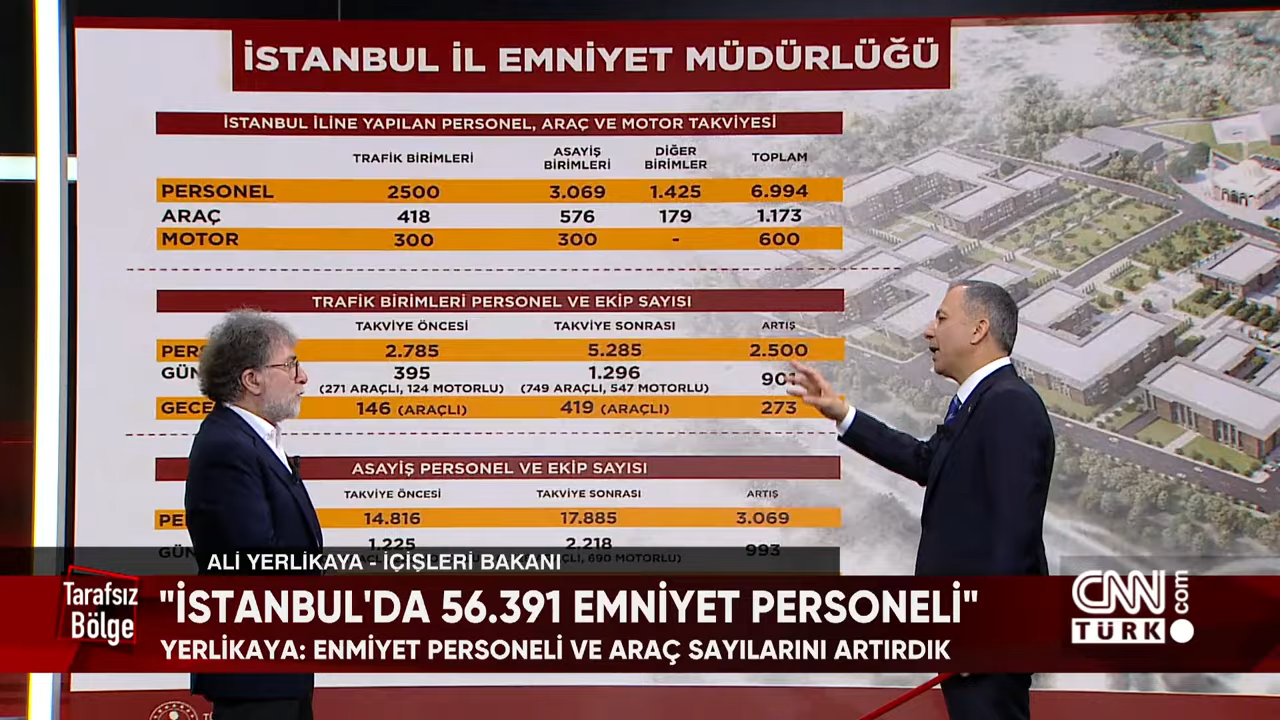 İSTANBUL İL EMNİYET MÜDÜRLÜĞÜ
İSTANBUL İLİNE YAPILAN PERSONEL, ARAÇ VE MOTOR TAKVİYESİ
TRAFİK BİRİMLERİ ASAYİŞ BİRİMLERİ DİĞER BİRİMLER TOPLAM
PERSONEL 2500 3.069 1.425 6.994
ARAÇ 418 576 179 1.173
MOTOR 300 300 - 600
TRAFİK BİRİMLERİ PERSONEL VE EKİP SAYISI
TAKVİYE ÖNCESİ TAKVİYE SONRASI ARTIŞ
2.785 5.285 2.500
395 1.296
(271 ARAÇLI, 124 MOTORLU) (749 ARAÇLI, 547 MOTORLU)
GECE 146 (ARAÇLI) 419 (ARAÇLI) 273
ASAYİŞ PERSONEL VE EKİP SAYISI
TAKVİYE ÖNCESİ TAKVİYE SONRASI ARTIŞ
14.816 17.885 3.069
1.225 2.218 993
ALİ YERLİKAYA - İÇİŞLERİ BAKANI
Tarafsız
Bölge
"İSTANBUL'DA 56.391 EMNİYET PERSONELİ"
YERLİKAYA: ENMİYET PERSONELİ VE ARAÇ SAYILARINI ARTIRDIK
CNN
TÜRK
.com